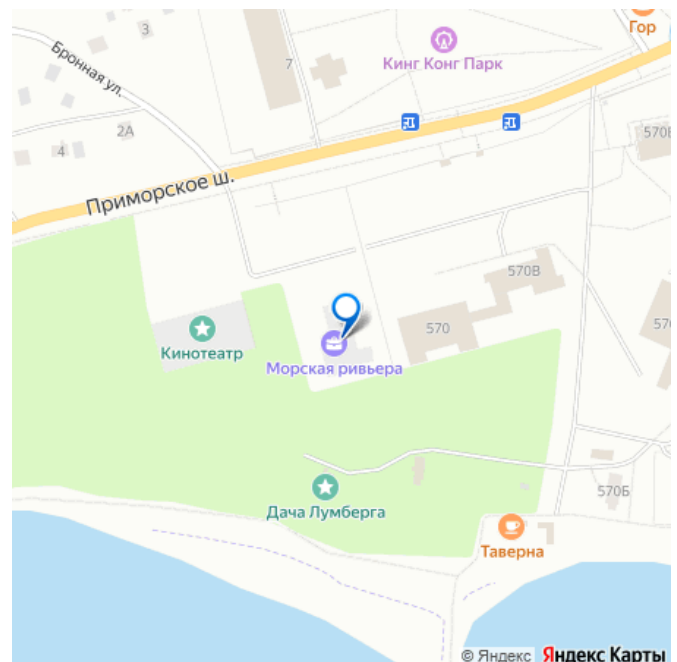 Гор
3
Бронная ул.
Кинг Конг Парк
7
2А
4
570Е
Приморское ш.
570В
570
57
Кинотеатр
Морская ривьера
570Б
Дача Лумберга
Таверна
© Яндекс Яндекс Карты